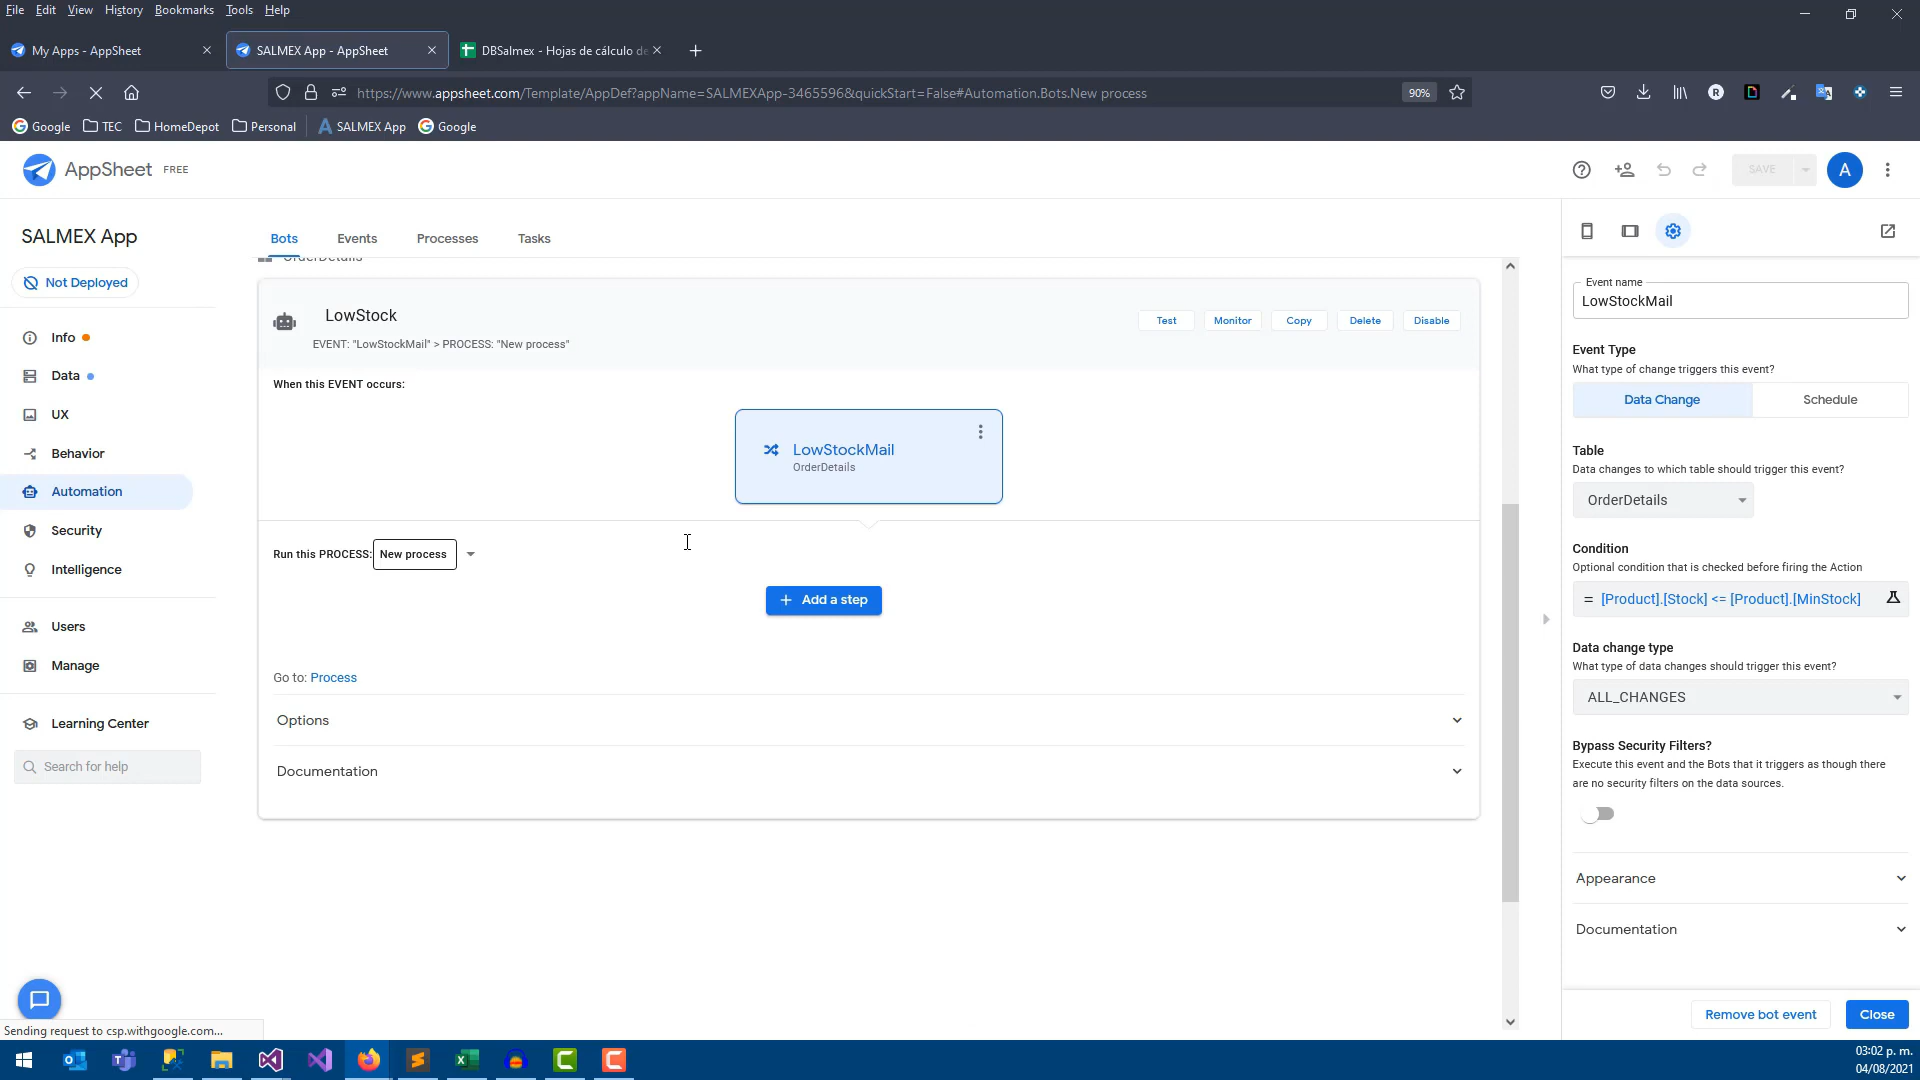 File Edit View History Bookmarks Tools Help
My Apps - AppSheet
SALMEX App - AppSheet
DBSalmex - Hojas de cálculo de
https://www.appsheet.com/Template/AppDef?appName=SALMEXApp-3465596&quickStart=False#Automation.Bots.New process
90%
Google TEC HomeDepot Personal SALMEX App Google
AppSheet FREE
SAVE
A
SALMEX App
Not Deployed
Info
Data
UX
Behavior
Automation
Security
Intelligence
Users
Manage
Learning Center
Search for help
Bots Events Processes Tasks
OrderDetails
LowStock
EVENT: "LowStockMail" > PROCESS: "New process"
Test Monitor Copy Delete Disable
When this EVENT occurs:
LowStockMail
OrderDetails
Run this PROCESS: New process
+ Add a step
Go to: Process
Options
Documentation
Event name
LowStockMail
Event Type
What type of change triggers this event?
Data Change Schedule
Table
Data changes to which table should trigger this event?
OrderDetails
Condition
Optional condition that is checked before firing the Action
= [Product].[Stock] <= [Product].[MinStock]
Data change type
What type of data changes should trigger this event?
ALL_CHANGES
Bypass Security Filters?
Execute this event and the Bots that it triggers as though there
are no security filters on the data sources.
Appearance
Documentation
Remove bot event Close
Sending request to csp.withgoogle.com...
03:02 p. m.
04/08/2021